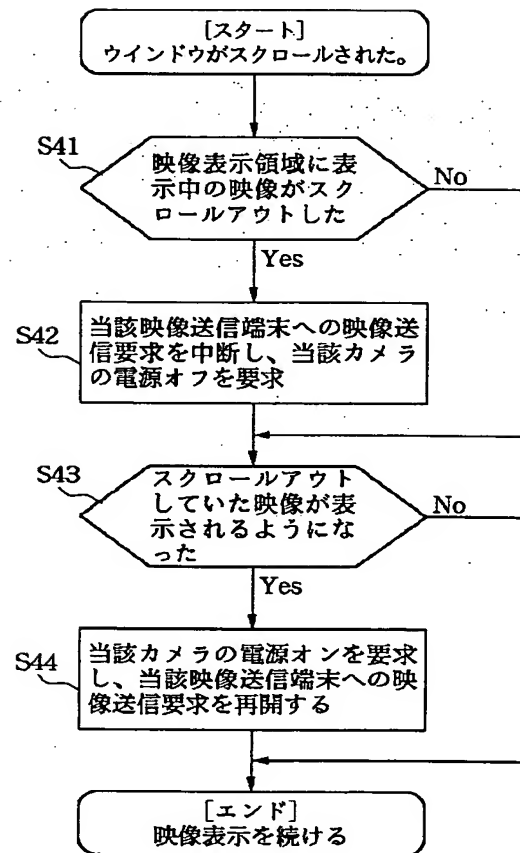 [スタート]
ウインドウがスクロールされた。
S41
映像表示領域に表
示中の映像がスク
ロールアウトした
No
Yes
S42
当該映像送信端末への映像送
信要求を中断し、当該カメラ
の電源オフを要求
S43
スクロールアウト
していた映像が表
示されるようにな
った
No
Yes
S44
当該カメラの電源オンを要求
し、当該映像送信端末への映
像送信要求を再開する
[エンド]
映像表示を続ける